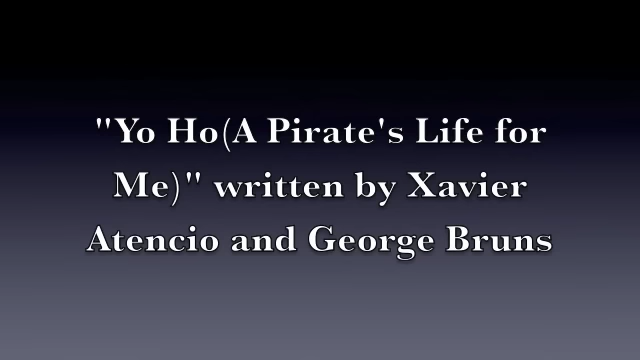 "Yo Ho(A Pirate's Life for
Me)" written by Xavier
Atencio and George Bruns